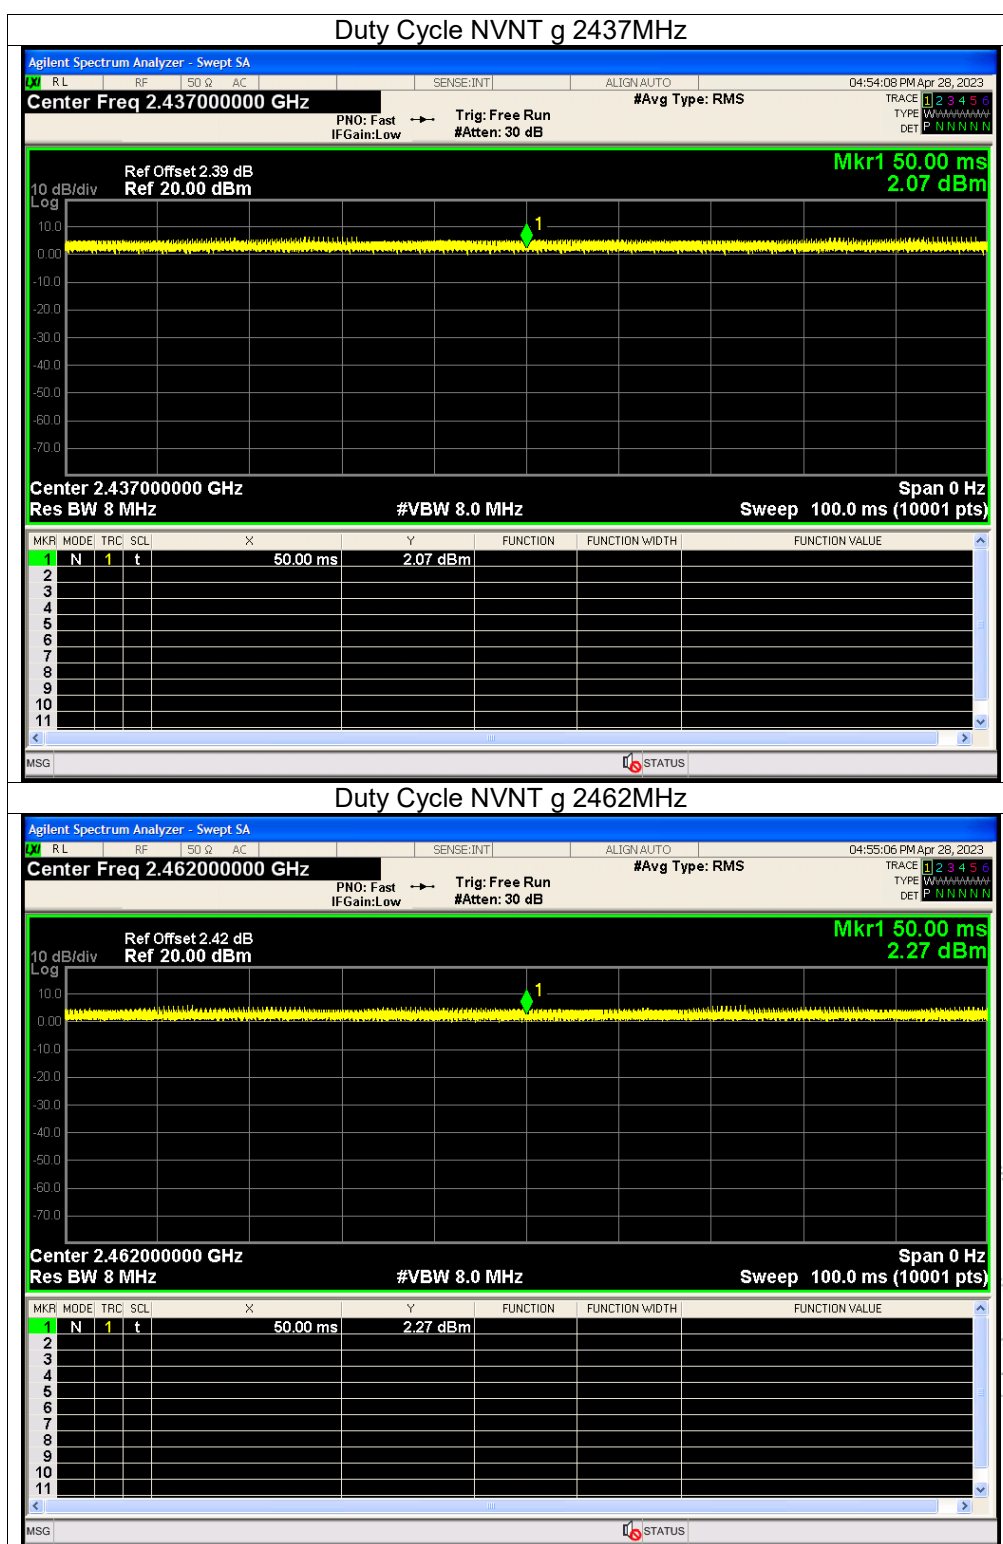 Duty Cycle NVNT g 2437MHz
Agilent Spectrum Analyzer - Swept SA
LXI RL RF 50 Ω AC SENSE:INT ALIGN AUTO 04:54:08 PM Apr 28, 2023
Center Freq 2.437000000 GHz #Avg Type: RMS TRACE 1 2 3 4 5 6
PNO: Fast Trig: Free Run TYPE W
IFGain:Low #Atten: 30 dB DET P N N N N N
Mkr1 50.00 ms
2.07 dBm
Ref Offset 2.39 dB
10 dB/div Ref 20.00 dBm
Log
1
10.0
0.00
-10.0
-20.0
-30.0
-40.0
-50.0
-60.0
-70.0
Center 2.437000000 GHz Span 0 Hz
Res BW 8 MHz #VBW 8.0 MHz Sweep 100.0 ms (10001 pts)
MKR MODE TRC SCL X Y FUNCTION FUNCTION WIDTH FUNCTION VALUE
1 N 1 t 50.00 ms 2.07 dBm
2
3
4
5
6
7
8
9
10
11
MSG STATUS
Duty Cycle NVNT g 2462MHz
Agilent Spectrum Analyzer - Swept SA
LXI RL RF 50 Ω AC SENSE:INT ALIGN AUTO 04:55:06 PM Apr 28, 2023
Center Freq 2.462000000 GHz #Avg Type: RMS TRACE 1 2 3 4 5 6
PNO: Fast Trig: Free Run TYPE W
IFGain:Low #Atten: 30 dB DET P N N N N N
Mkr1 50.00 ms
2.27 dBm
Ref Offset 2.42 dB
10 dB/div Ref 20.00 dBm
Log
1
10.0
0.00
-10.0
-20.0
-30.0
-40.0
-50.0
-60.0
-70.0
Center 2.462000000 GHz Span 0 Hz
Res BW 8 MHz #VBW 8.0 MHz Sweep 100.0 ms (10001 pts)
MKR MODE TRC SCL X Y FUNCTION FUNCTION WIDTH FUNCTION VALUE
1 N 1 t 50.00 ms 2.27 dBm
2
3
4
5
6
7
8
9
10
11
MSG STATUS